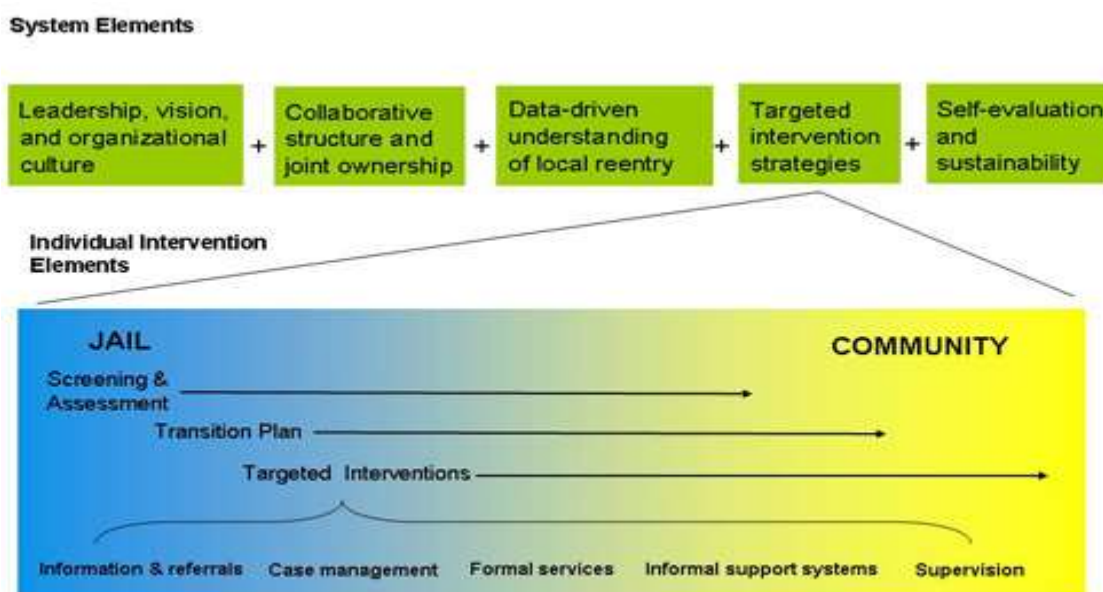 System Elements
Leadership, vision,
and organizational
culture
+
Collaborative
structure and
joint ownership
+
Data-driven
understanding
of local reentry
+
Targeted
intervention
strategies
+
Self-evaluation
and
sustainability
Individual Intervention
Elements
JAIL
COMMUNITY
Screening &
Assessment
Transition Plan
Targeted Interventions
Information & referrals Case management Formal services Informal support systems Supervision